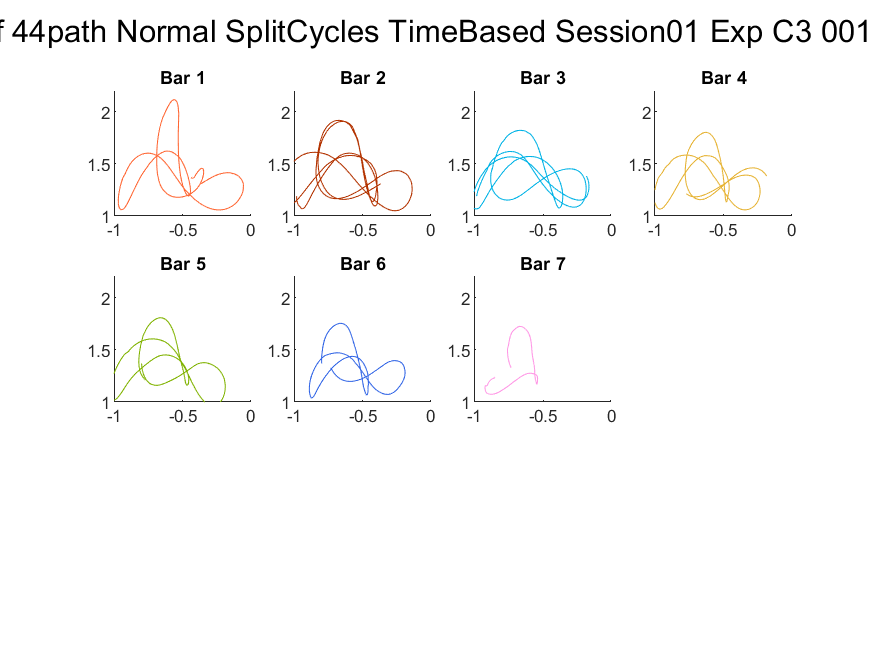 f 44path Normal SplitCycles TimeBased Session01 Exp C3 001
Bar 1 Bar 2 Bar 3 Bar 4
2 2 2 2
1.5 1.5 1.5 1.5
1 1 1 1
-1 -0.5 0 -1 -0.5 0 -1 -0.5 0 -1 -0.5 0
Bar 5 Bar 6 Bar 7
2 2 2
1.5 1.5 1.5
1 1 1
-1 -0.5 0 -1 -0.5 0 -1 -0.5 0